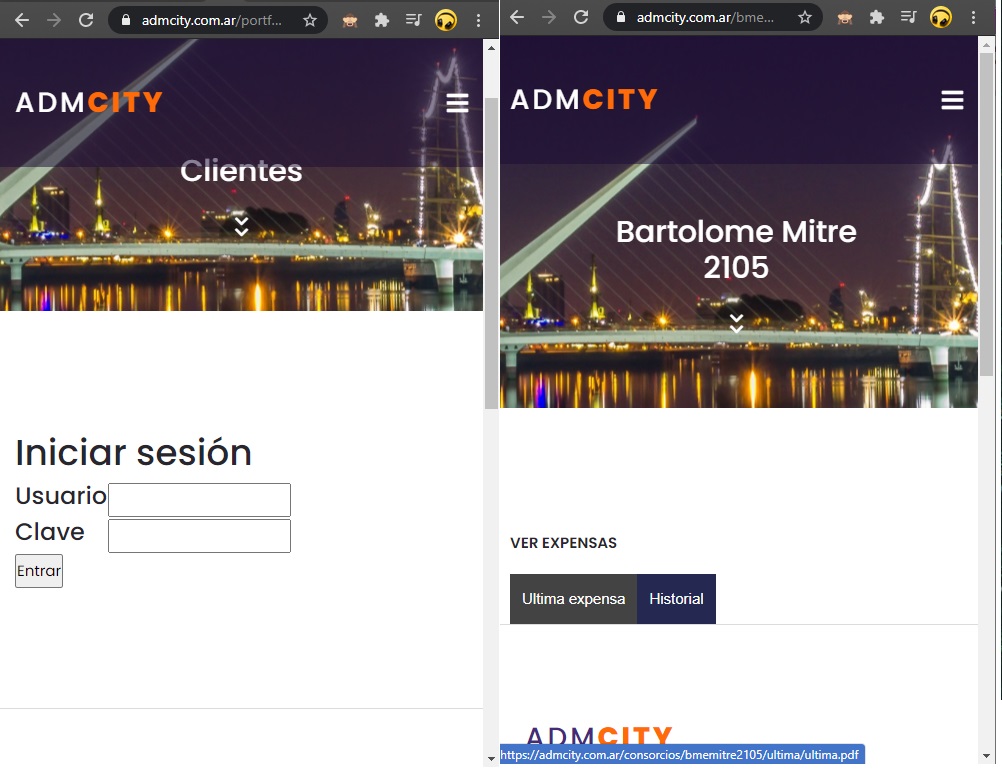 admcity.com.ar/portf...
ADMCITY
Clientes
Iniciar sesión
Usuario
Clave
Entrar
admcity.com.ar/bme...
ADMCITY
Bartolome Mitre
2105
VER EXPENSAS
Ultima expensa Historial
ADMCITY
https://admcity.com.ar/consorcios/bmemitre2105/ultima/ultima.pdf